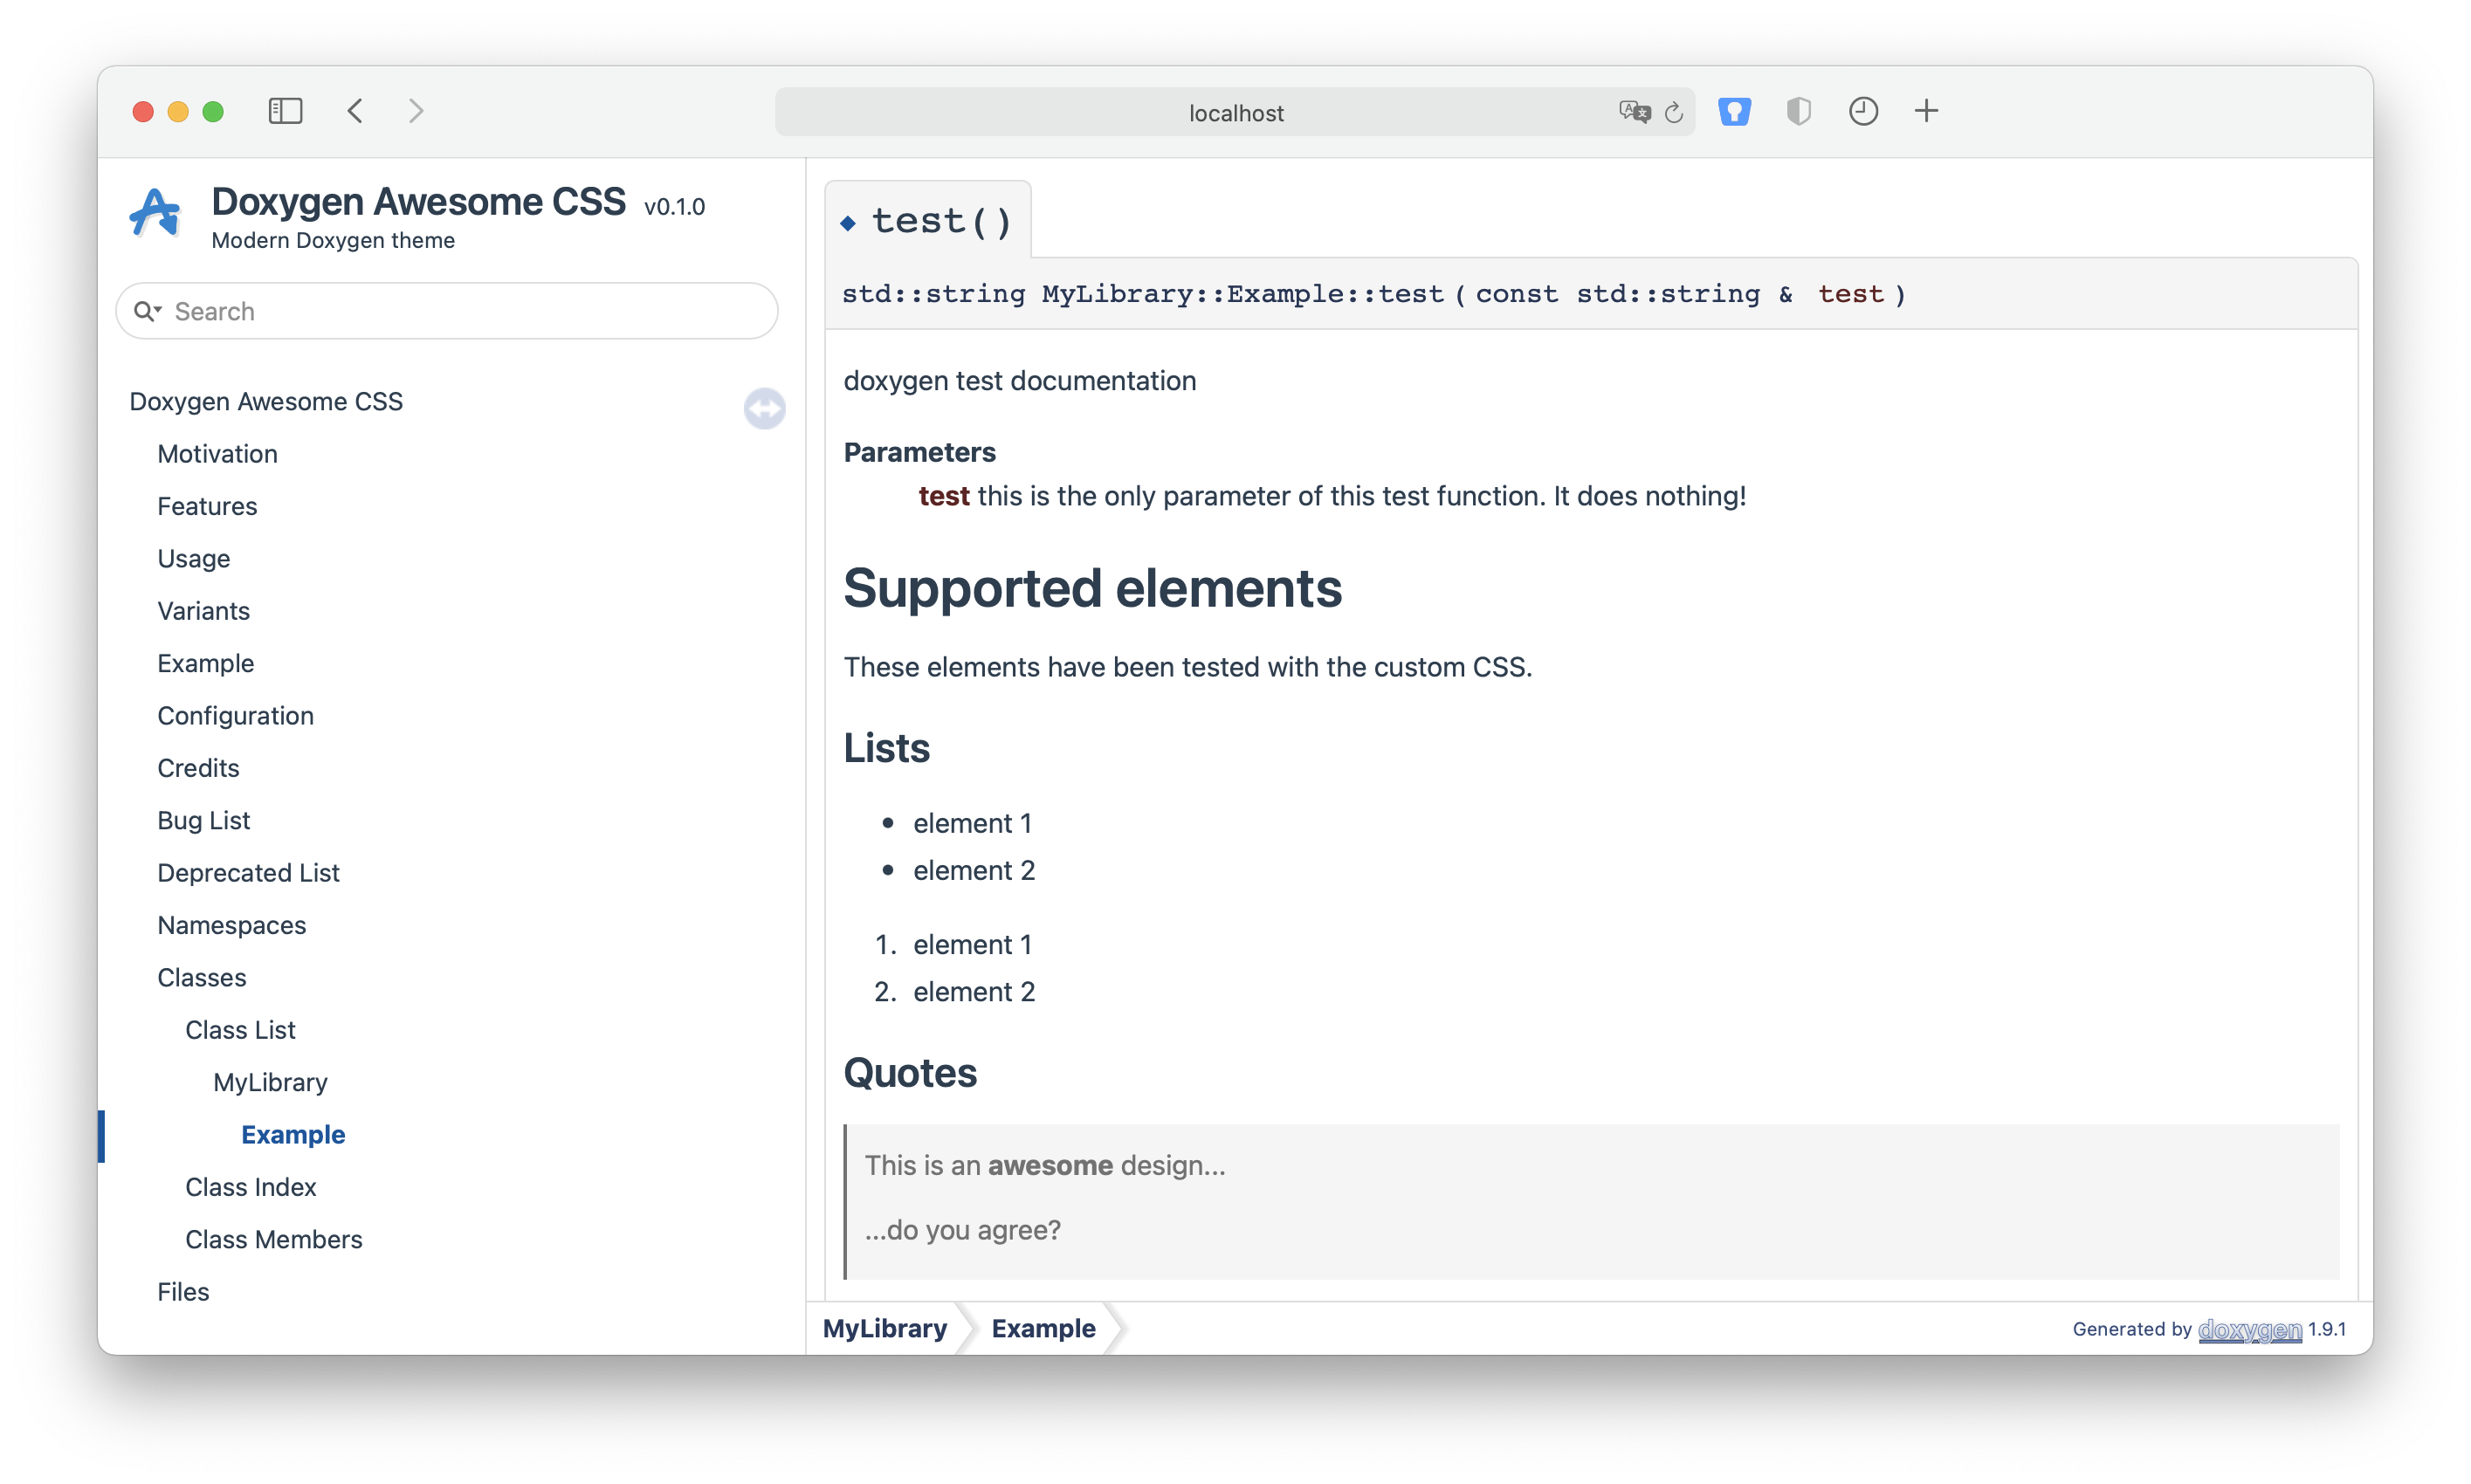 localhost
Doxygen Awesome CSS v0.1.0
Modern Doxygen theme
Search
Doxygen Awesome CSS
Motivation
Features
Usage
Variants
Example
Configuration
Credits
Bug List
Deprecated List
Namespaces
Classes
Class List
MyLibrary
Example
Class Index
Class Members
Files
◆ test()
std::string MyLibrary::Example::test ( const std::string & test )
doxygen test documentation
Parameters
test this is the only parameter of this test function. It does nothing!
Supported elements
These elements have been tested with the custom CSS.
Lists
• element 1
• element 2
1. element 1
2. element 2
Quotes
This is an awesome design...
...do you agree?
MyLibrary Example
Generated by doxygen 1.9.1